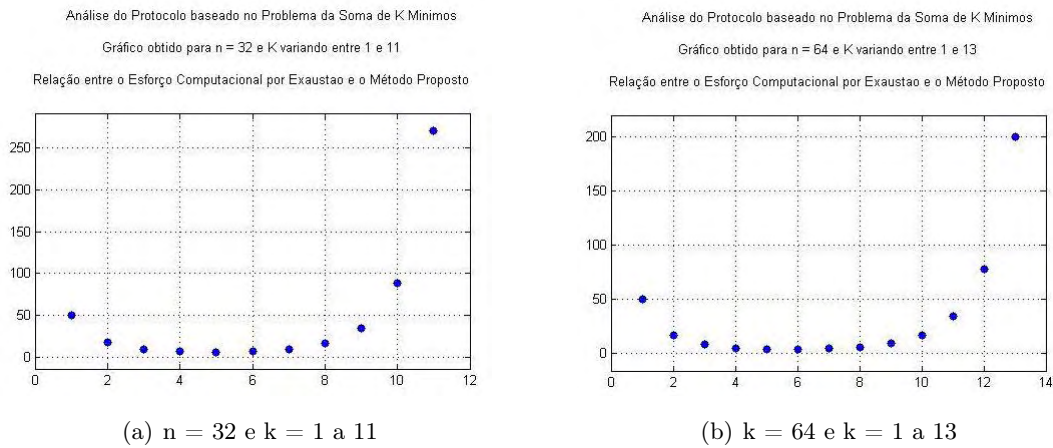 Análise do Protocolo baseado no Problema da Soma de K Minimos
Gráfico obtido para n = 32 e K variando entre 1 e 11
Relação entre o Esforço Computacional por Exaustao e o Método Proposto
250
200
150
100
50
0
0 2 4 6 8 10 12
(a) n = 32 e k = 1 a 11
Análise do Protocolo baseado no Problema da Soma de K Minimos
Gráfico obtido para n = 64 e K variando entre 1 e 13
Relação entre o Esforço Computacional por Exaustao e o Método Proposto
200
150
100
50
0
0 2 4 6 8 10 12 14
(b) k = 64 e k = 1 a 13